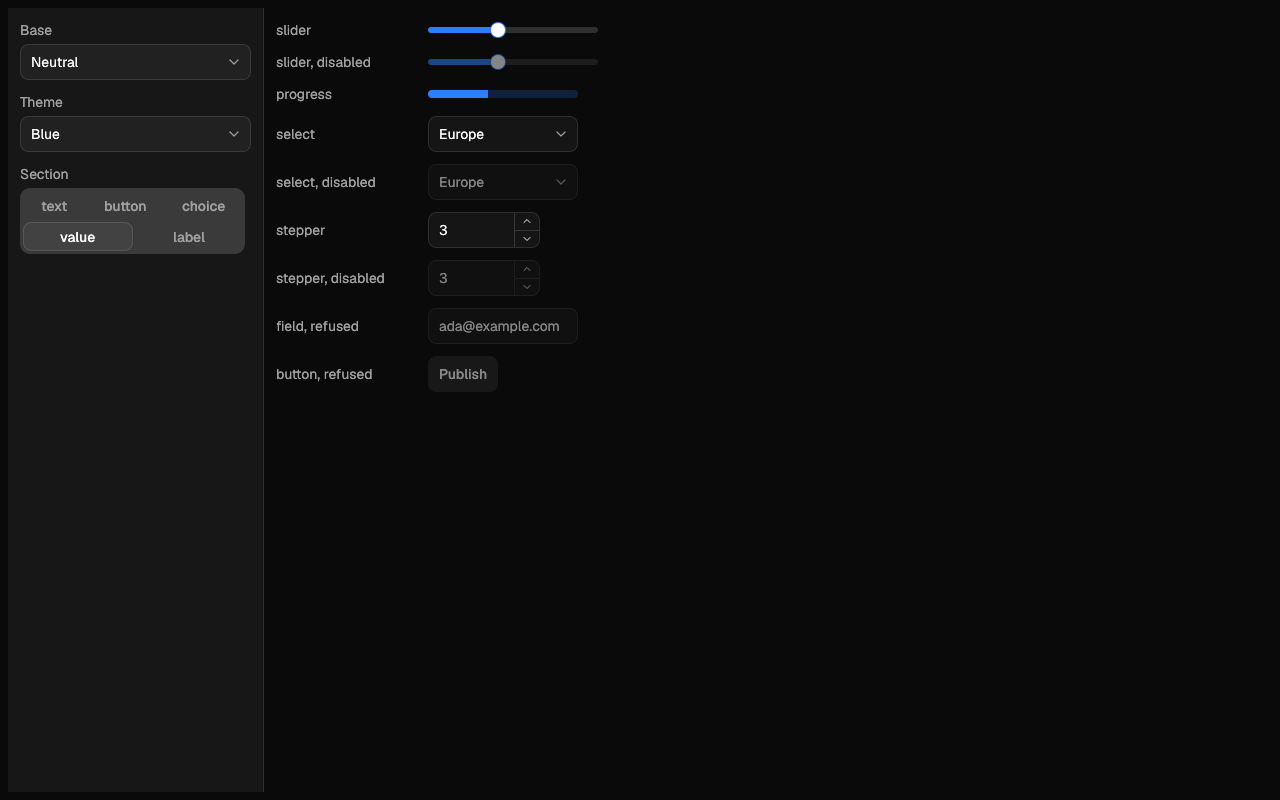 Base
Neutral
Theme
Blue
Section
text button choice
value label
slider
slider, disabled
progress
select Europe
select, disabled Europe
stepper 3
stepper, disabled 3
field, refused ada@example.com
button, refused Publish